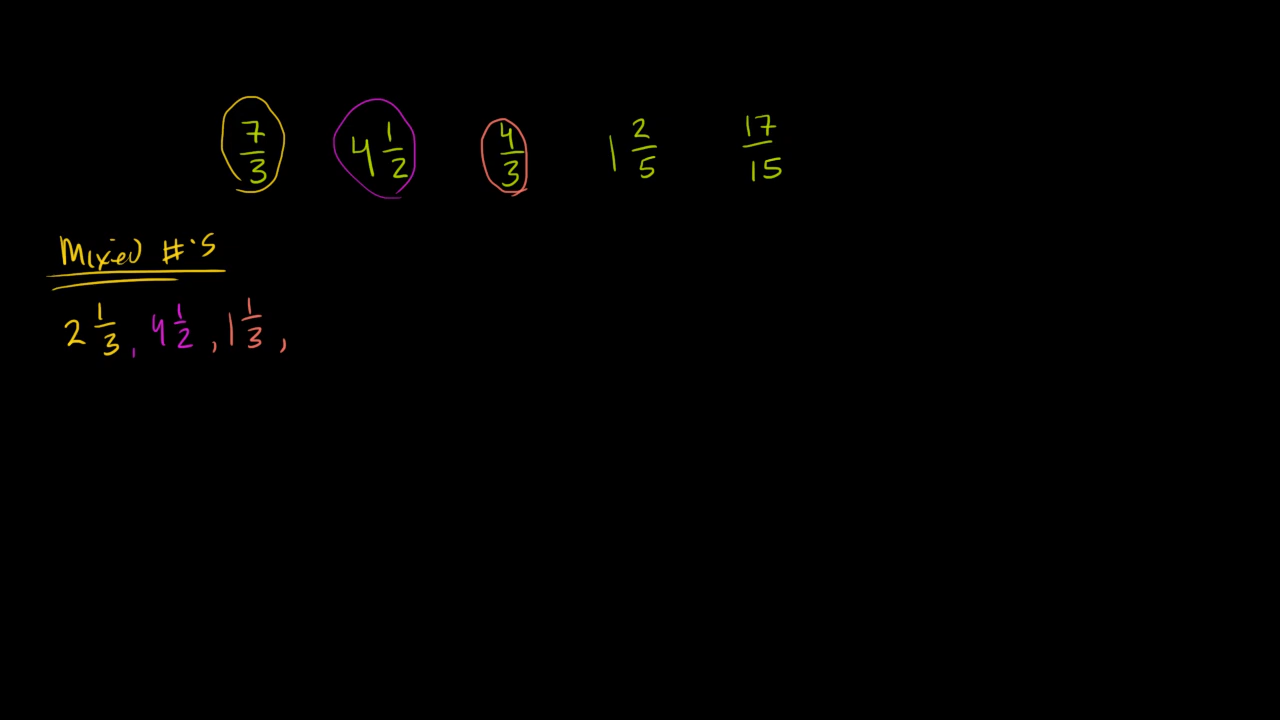 7/3 4 1/2 4/3 1 2/5 17/15
Mixed #'s
2 1/3, 4 1/2, 1 1/3,